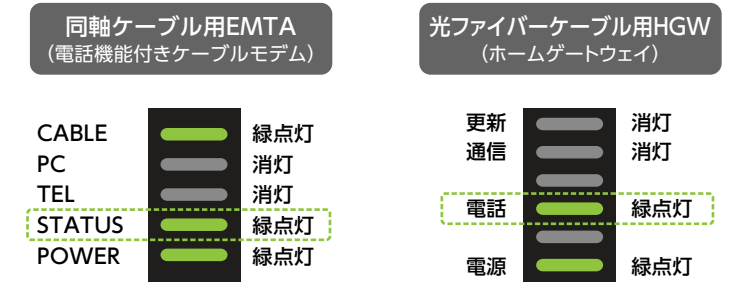 同軸ケーブル用EMTA
(電話機能付きケーブルモデム)
CABLE 緑点灯
PC 消灯
TEL 消灯
STATUS 緑点灯
POWER 緑点灯
光ファイバーケーブル用HGW
(ホームゲートウェイ)
更新 消灯
通信 消灯
電話 緑点灯
電源 緑点灯